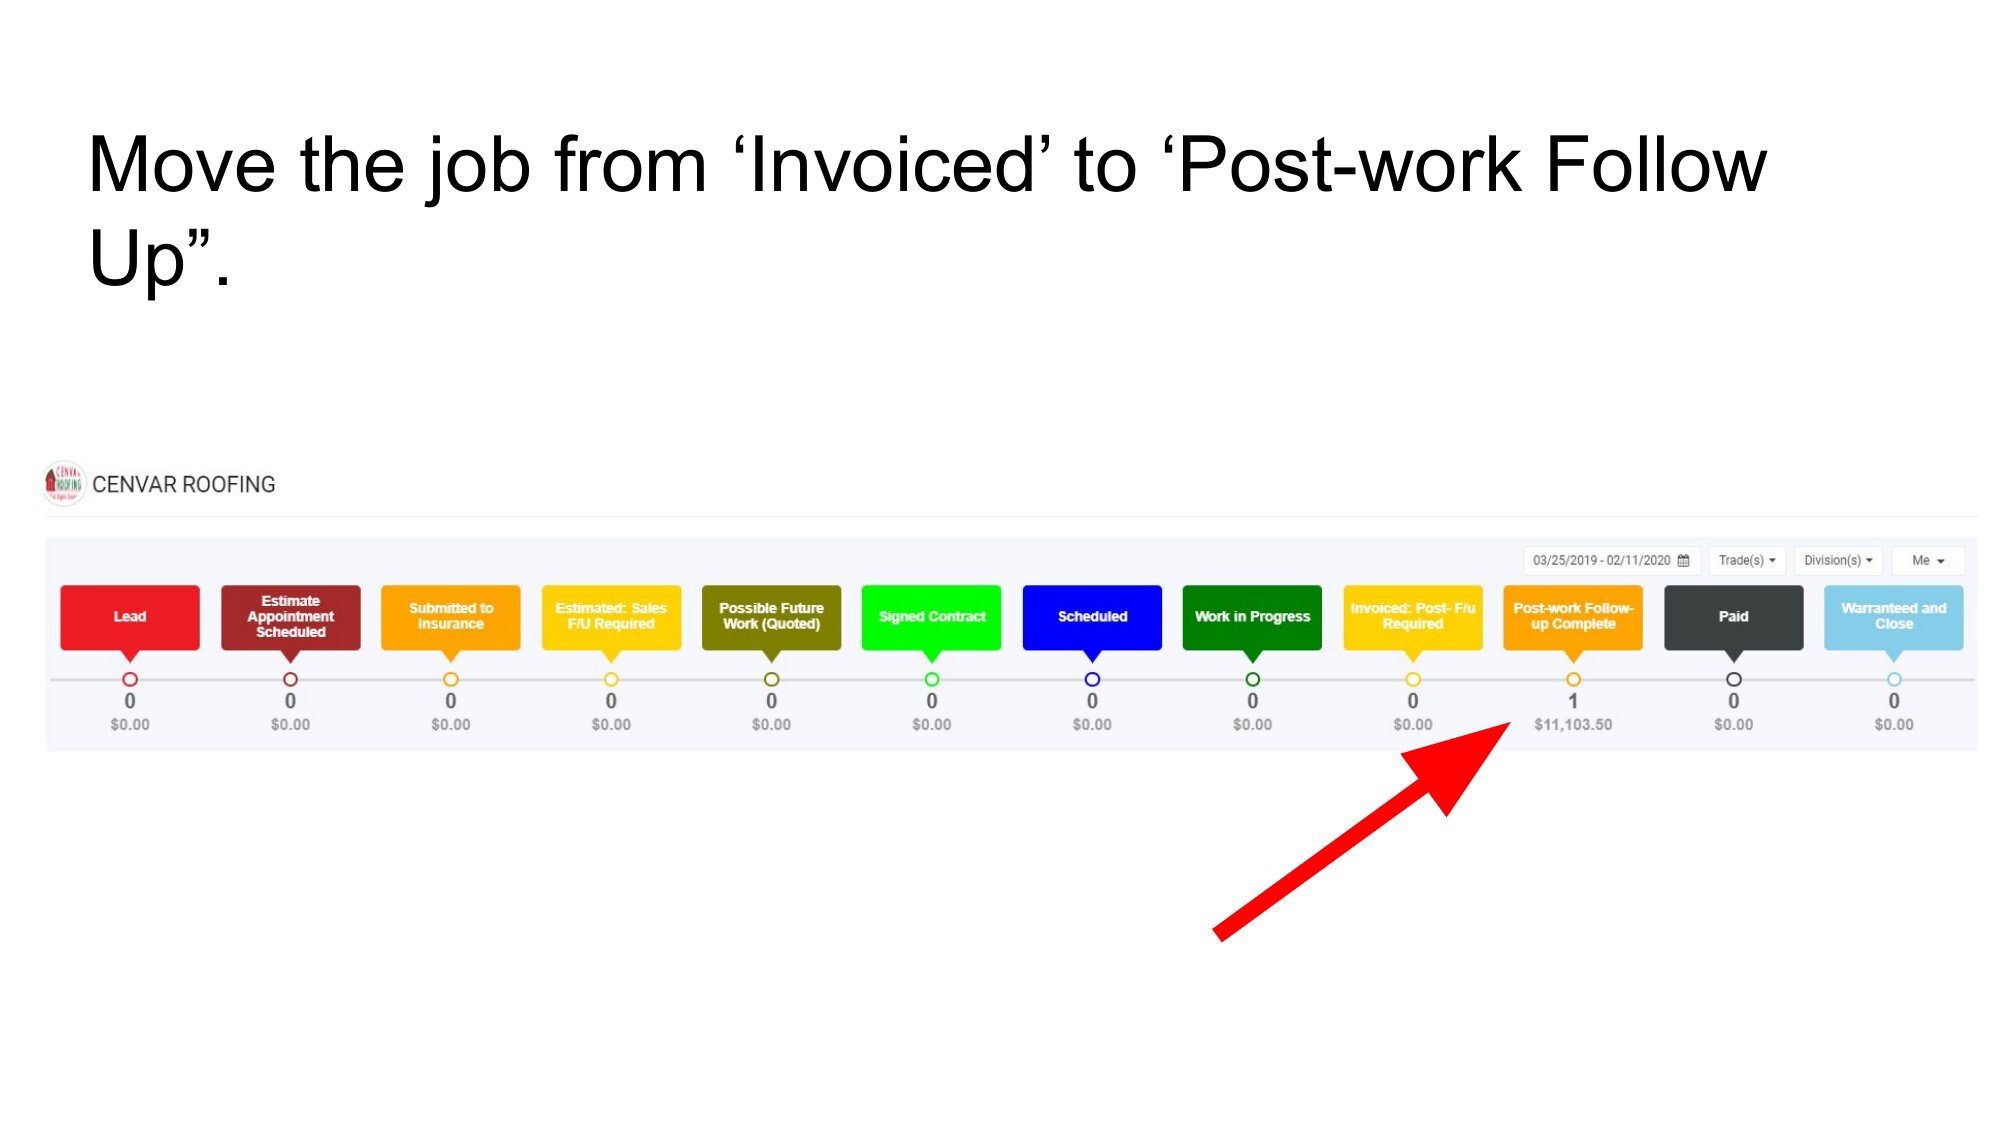 Move the job from ‘Invoiced’ to ‘Post-work Follow
Up”.
CENVAR ROOFING
03/25/2019 - 02/11/2020 Trade(s) Division(s) Me
Lead
Estimate
Appointment
Scheduled
Submitted to
Insurance
Estimated: Sales
F/U Required
Possible Future
Work (Quoted)
Signed Contract
Scheduled
Work in Progress
Invoiced: Post- F/u
Required
Post-work Follow-
up Complete
Paid
Warranteed and
Close
0 0 0 0 0 0 0 0 0 1 0 0
$0.00 $0.00 $0.00 $0.00 $0.00 $0.00 $0.00 $0.00 $0.00 $11,103.50 $0.00 $0.00